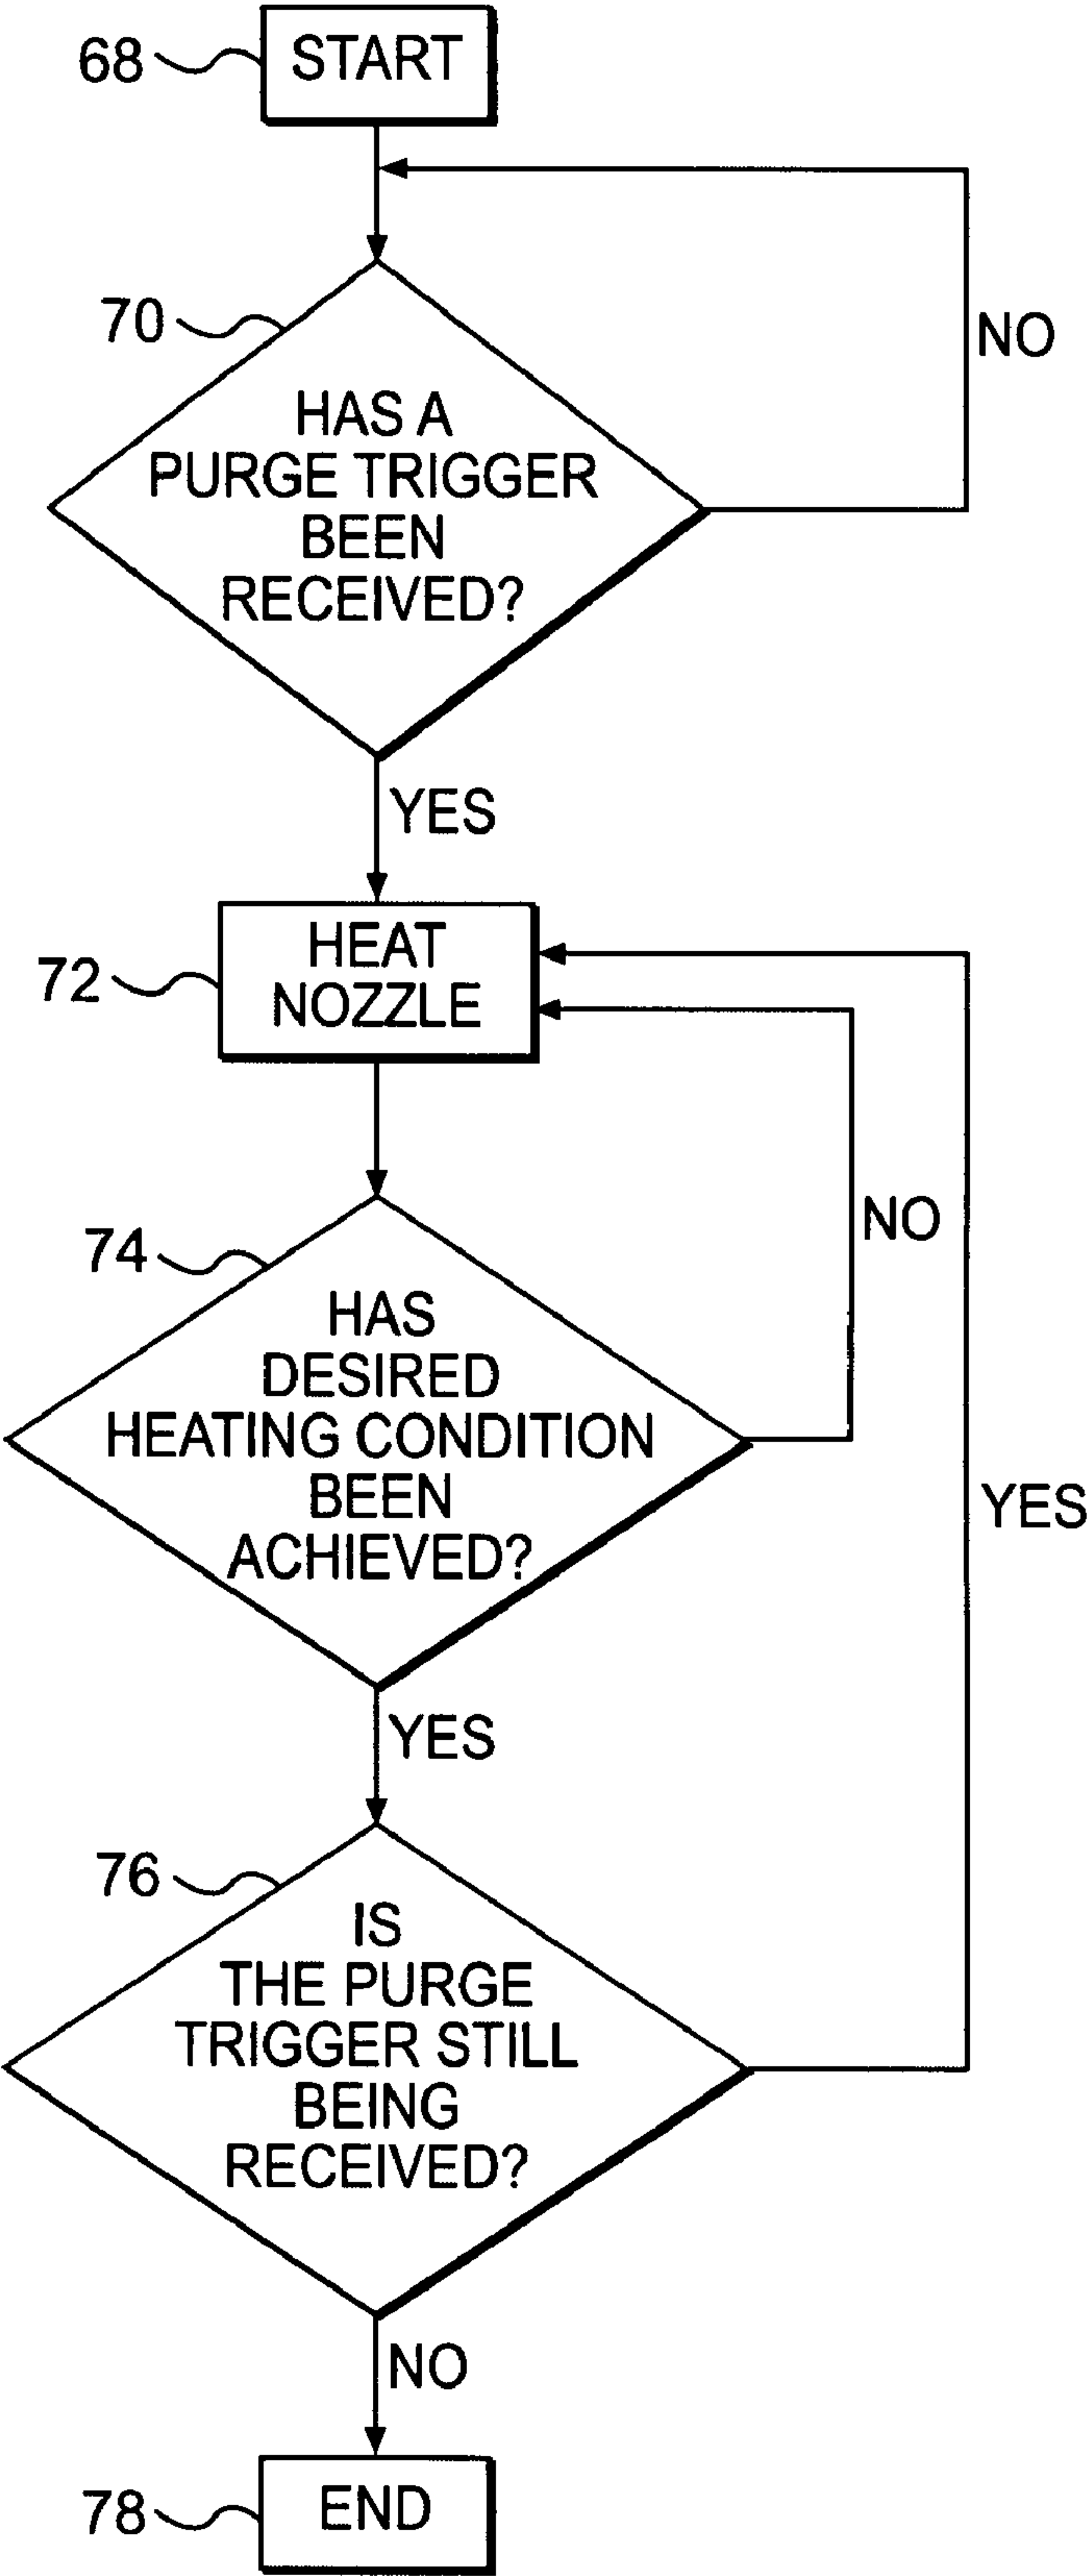 68
START
70
HAS A
PURGE TRIGGER
BEEN
RECEIVED?
NO
YES
72
HEAT
NOZZLE
74
HAS
DESIRED
HEATING CONDITION
BEEN
ACHIEVED?
NO
YES
YES
76
IS
THE PURGE
TRIGGER STILL
BEING
RECEIVED?
NO
78
END